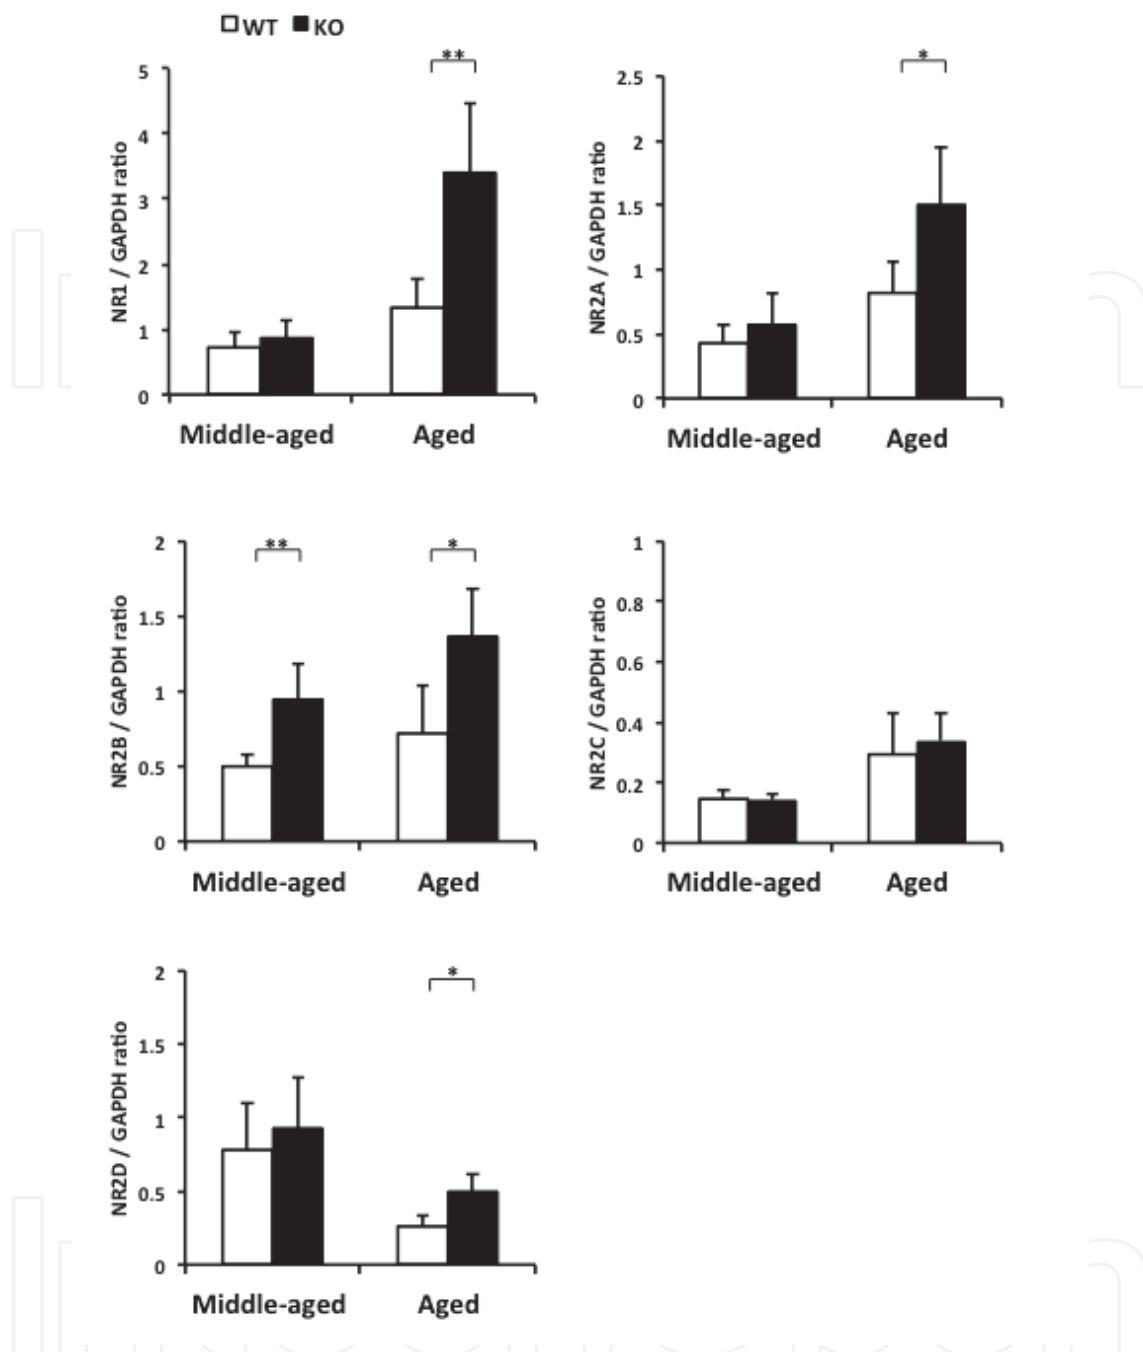 WT KO
**
5
4
3
2
1
0
NR1 / GAPDH ratio
Middle-aged Aged
*
2.5
2
1.5
1
0.5
0
NR2A / GAPDH ratio
Middle-aged Aged
** *
2
1.5
1
0.5
0
NR2B / GAPDH ratio
Middle-aged Aged
1
0.8
0.6
0.4
0.2
0
NR2C / GAPDH ratio
Middle-aged Aged
*
2
1.5
1
0.5
0
NR2D / GAPDH ratio
Middle-aged Aged